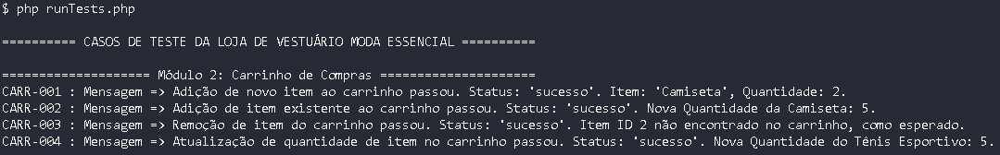 $ php runTests.php
========== CASOS DE TESTE DA LOJA DE VESTUÁRIO MODA ESSENCIAL ==========
==================== Módulo 2: Carrinho de Compras =====================
CARR-001 : Mensagem => Adição de novo item ao carrinho passou. Status: 'sucesso'. Item: 'Camiseta', Quantidade: 2.
CARR-002 : Mensagem => Adição de item existente ao carrinho passou. Status: 'sucesso'. Nova Quantidade da Camiseta: 5.
CARR-003 : Mensagem => Remoção de item do carrinho passou. Status: 'sucesso'. Item ID 2 não encontrado no carrinho, como esperado.
CARR-004 : Mensagem => Atualização de quantidade de item no carrinho passou. Status: 'sucesso'. Nova Quantidade do Tênis Esportivo: 5.